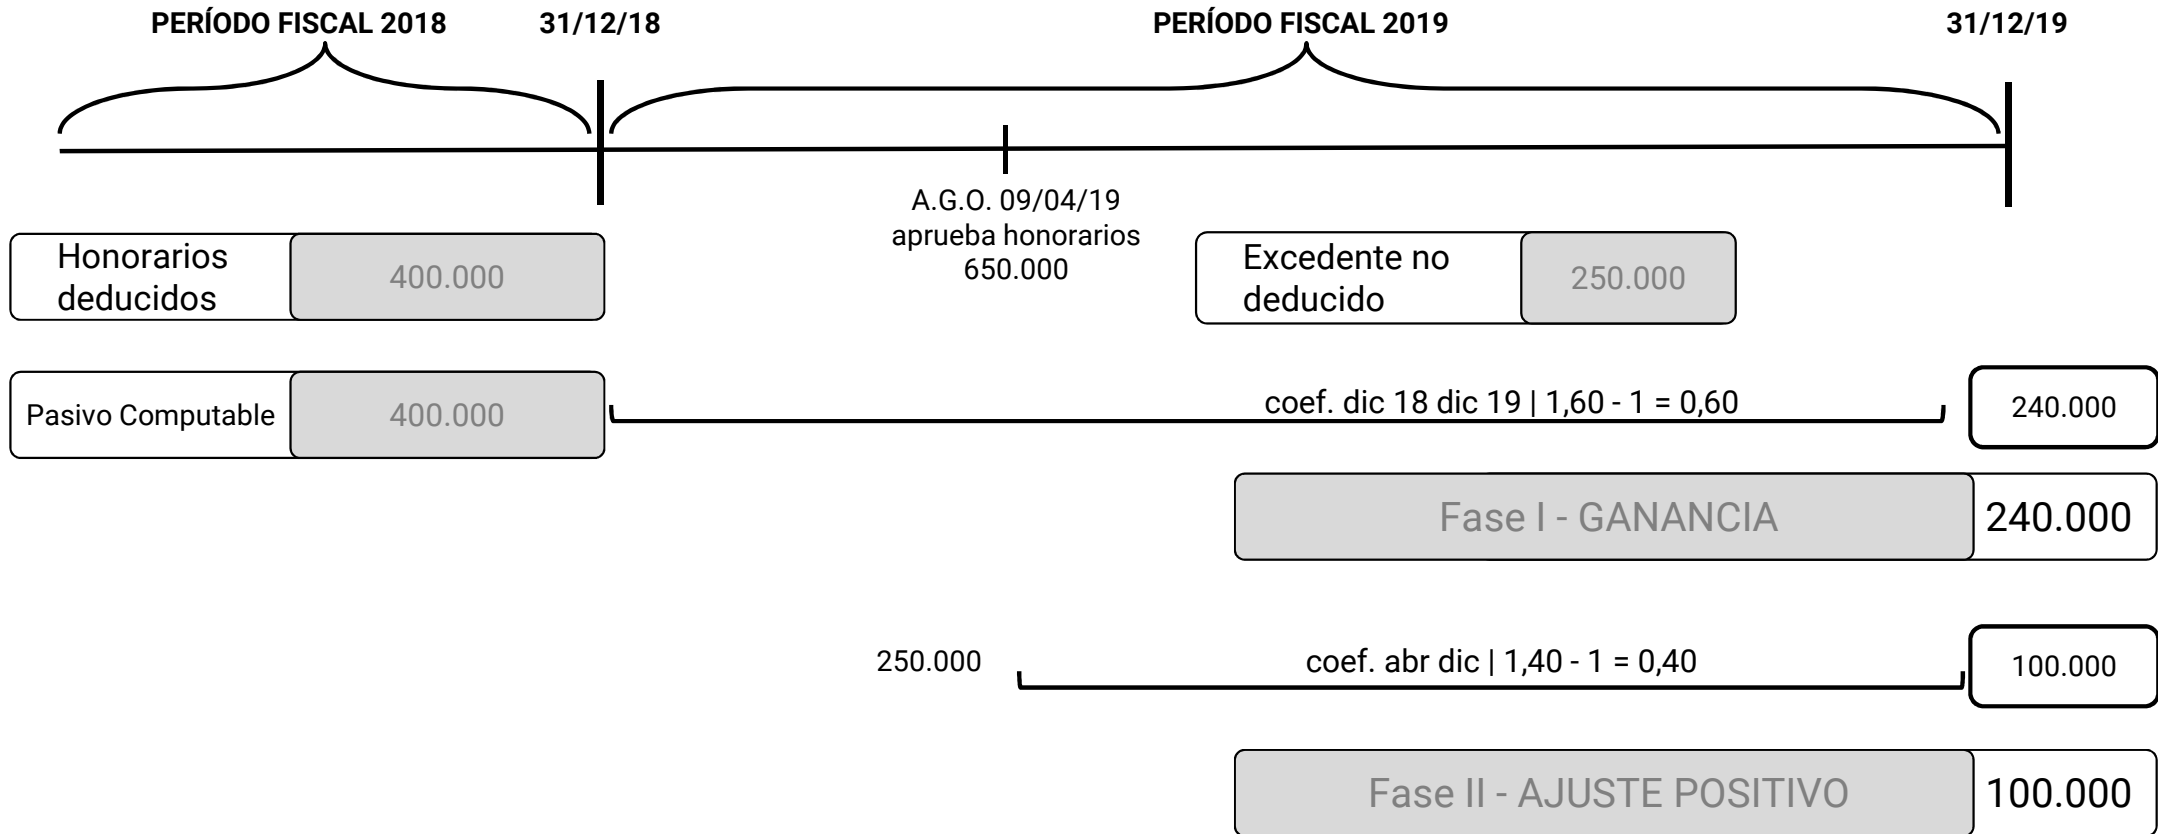 PERÍODO FISCAL 2018
31/12/18
PERÍODO FISCAL 2019
31/12/19
A.G.O. 09/04/19
aprueba honorarios
650.000
Honorarios
deducidos
400.000
Excedente no
deducido
250.000
Pasivo Computable
400.000
coef. dic 18 dic 19 | 1,60 - 1 = 0,60
240.000
Fase I - GANANCIA
240.000
250.000
coef. abr dic | 1,40 - 1 = 0,40
100.000
Fase II - AJUSTE POSITIVO
100.000